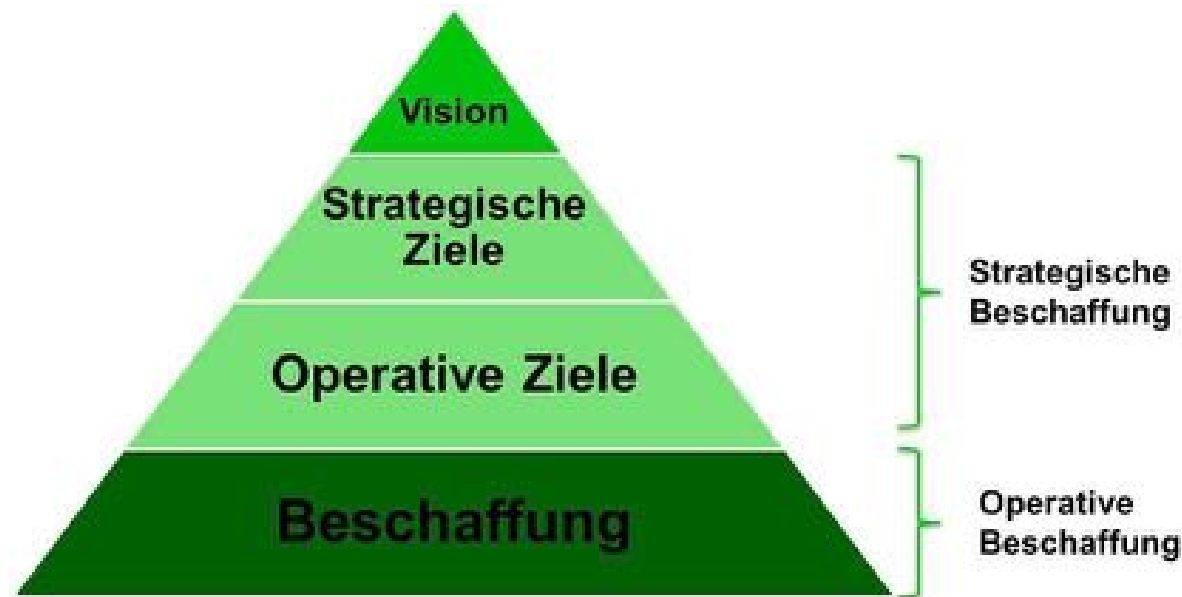 Vision
Strategische
Ziele
Operative Ziele
Beschaffung
Strategische
Beschaffung
Operative
Beschaffung